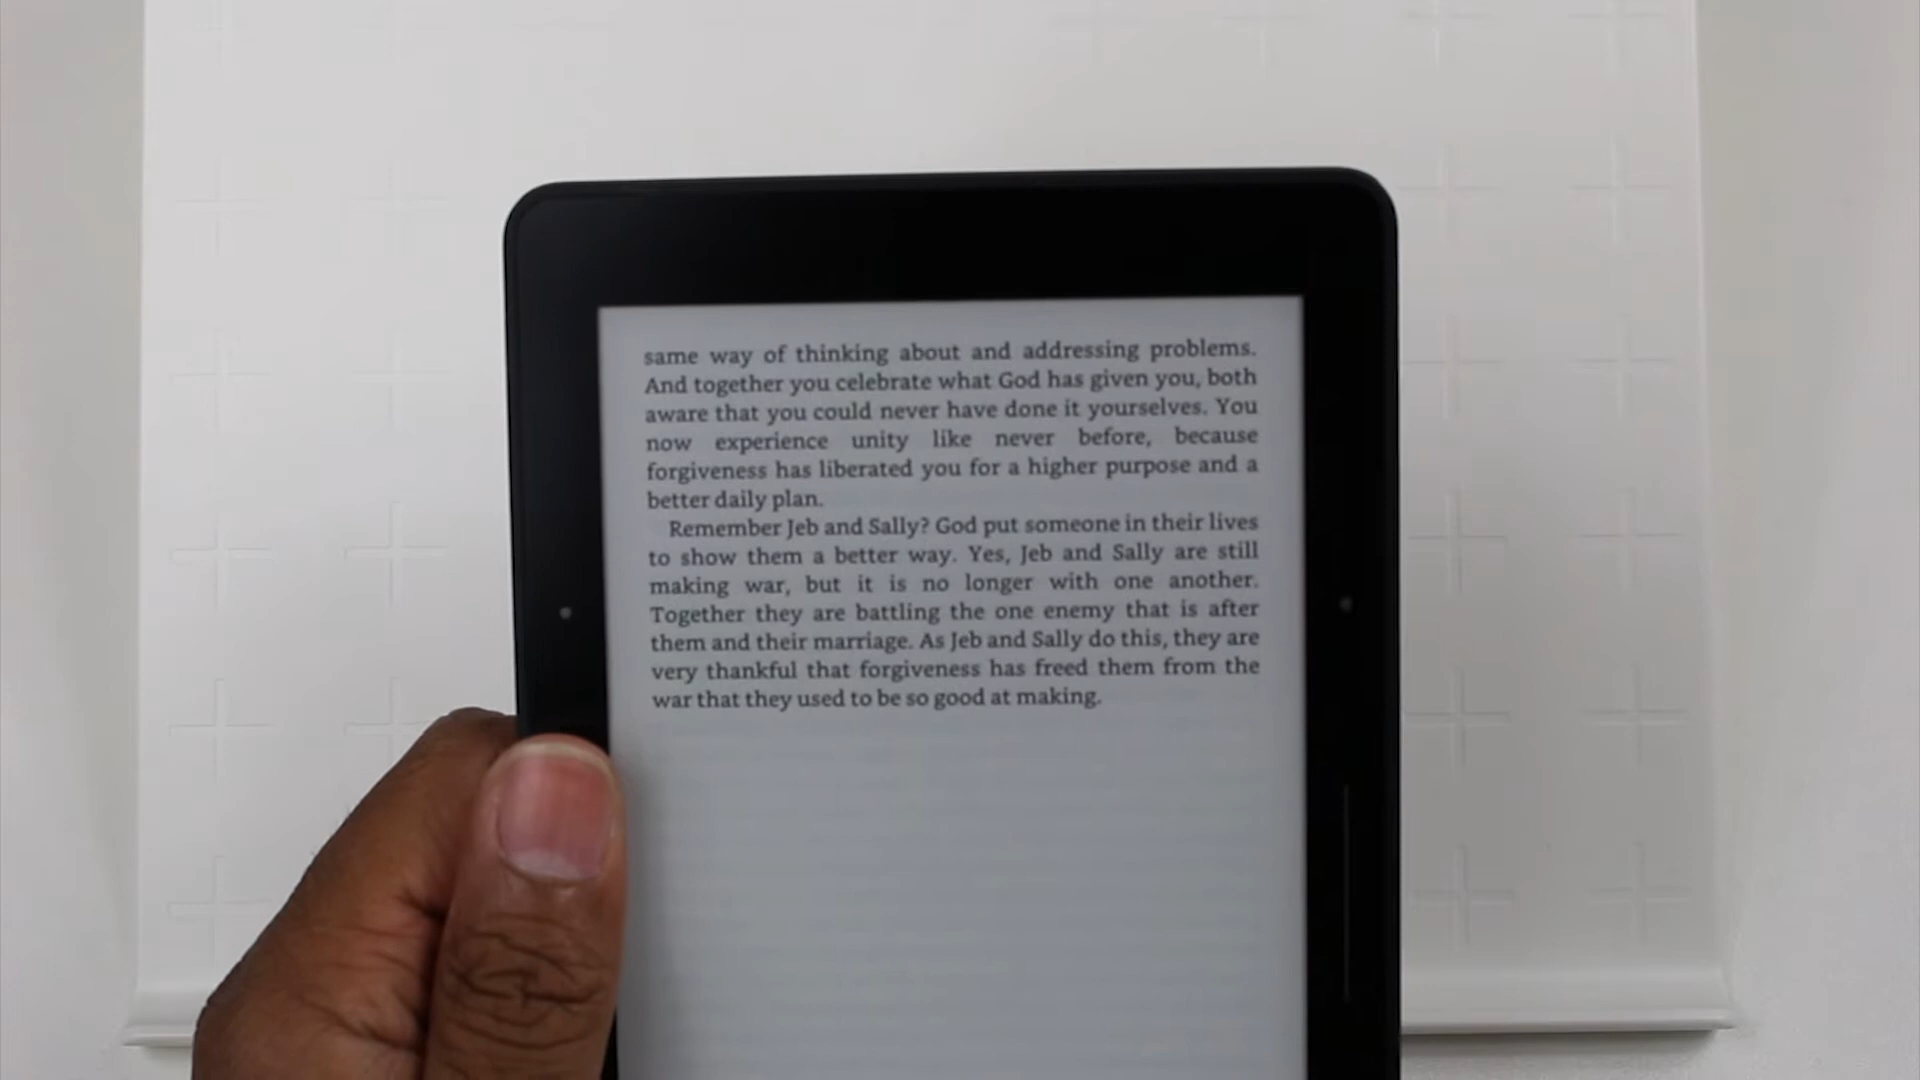 same way of thinking about and addressing problems.
And together you celebrate what God has given you, both
aware that you could never have done it yourselves. You
now experience unity like never before, because
forgiveness has liberated you for a higher purpose and a
better daily plan.
Remember Jeb and Sally? God put someone in their lives
to show them a better way. Yes, Jeb and Sally are still
making war, but it is no longer with one another.
Together they are battling the one enemy that is after
them and their marriage. As Jeb and Sally do this, they are
very thankful that forgiveness has freed them from the
war that they used to be so good at making.